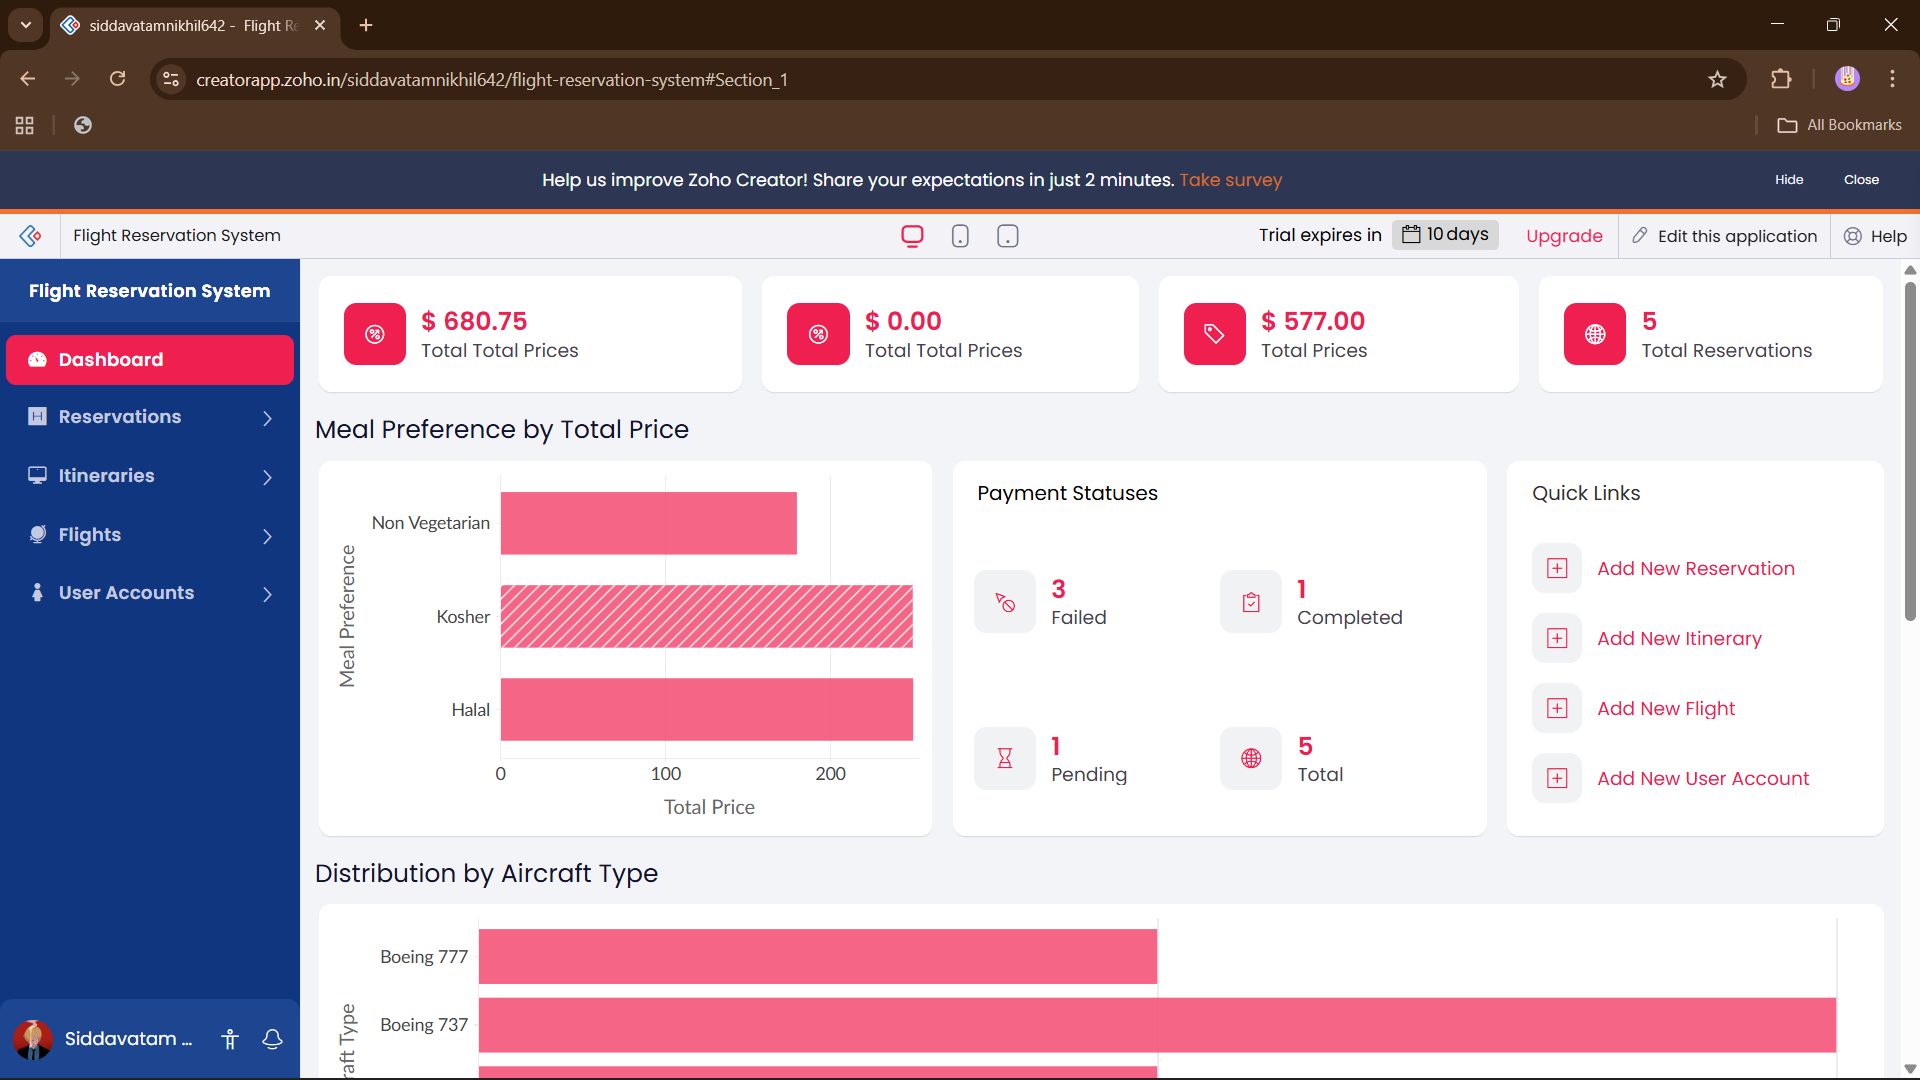 siddavatamnikhil642 - Flight Re
creatorapp.zoho.in/siddavatamnikhil642/flight-reservation-system#Section_1
All Bookmarks
Help us improve Zoho Creator! Share your expectations in just 2 minutes. Take survey
Hide
Close
Flight Reservation System
Trial expires in
10 days
Upgrade
Edit this application
Help
Flight Reservation System
Dashboard
Reservations
Itineraries
Flights
User Accounts
Siddavatam ...
$ 680.75
Total Total Prices
$ 0.00
Total Total Prices
$ 577.00
Total Prices
5
Total Reservations
Meal Preference by Total Price
Meal Preference
Non Vegetarian
Kosher
Halal
0
100
200
Total Price
Payment Statuses
3
Failed
1
Completed
1
Pending
5
Total
Quick Links
Add New Reservation
Add New Itinerary
Add New Flight
Add New User Account
Distribution by Aircraft Type
raft Type
Boeing 777
Boeing 737